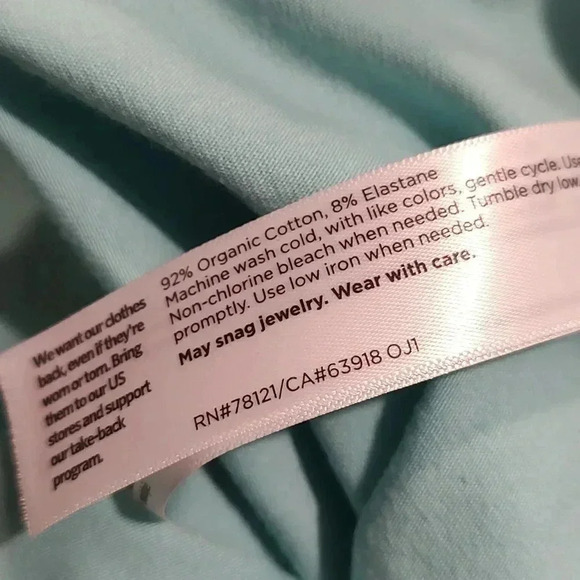 We want our clothes
back, even if they're
worn or torn. Bring
them to our US
stores and support
our take-back
program.
92% Organic Cotton, 8% Elastane
Machine wash cold, with like colors, gentle cycle. Use
Non-chlorine bleach when needed. Tumble dry low.
promptly. Use low iron when needed.
May snag jewelry. Wear with care.
RN#78121/CA#63918 OJ1